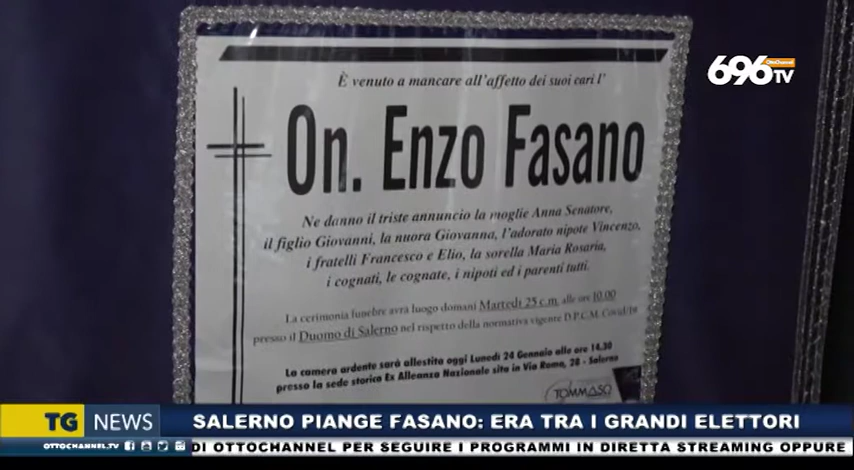 È venuto a mancare all'affetto dei suoi cari l'
On. Enzo Fasano
Ne danno il triste annuncio la moglie Anna Senatore,
il figlio Giovanni, la nuora Giovanna, l'adorato nipote Vincenzo,
i fratelli Francesco e Elio, la sorella Maria Rosaria,
i cognati, le cognate, i nipoti ed i parenti tutti.
La cerimonia funebre avrà luogo domani Martedì 25 c.m. alle ore 10.00
presso il Duomo di Salerno nel rispetto della normativa vigente D.P.C.M. Covid/19
La camera ardente sarà allestita oggi Lunedì 24 Gennaio alle ore 14.30
presso la sede storica Ex Alleanza Nazionale sita in Via Roma, 28 - Salerno
TOMMASO
696 TV
OttoChannel
TG NEWS
SALERNO PIANGE FASANO: ERA TRA I GRANDI ELETTORI
OTTOCHANNEL.TV
DI OTTOCHANNEL PER SEGUIRE I PROGRAMMI IN DIRETTA STREAMING OPPURE